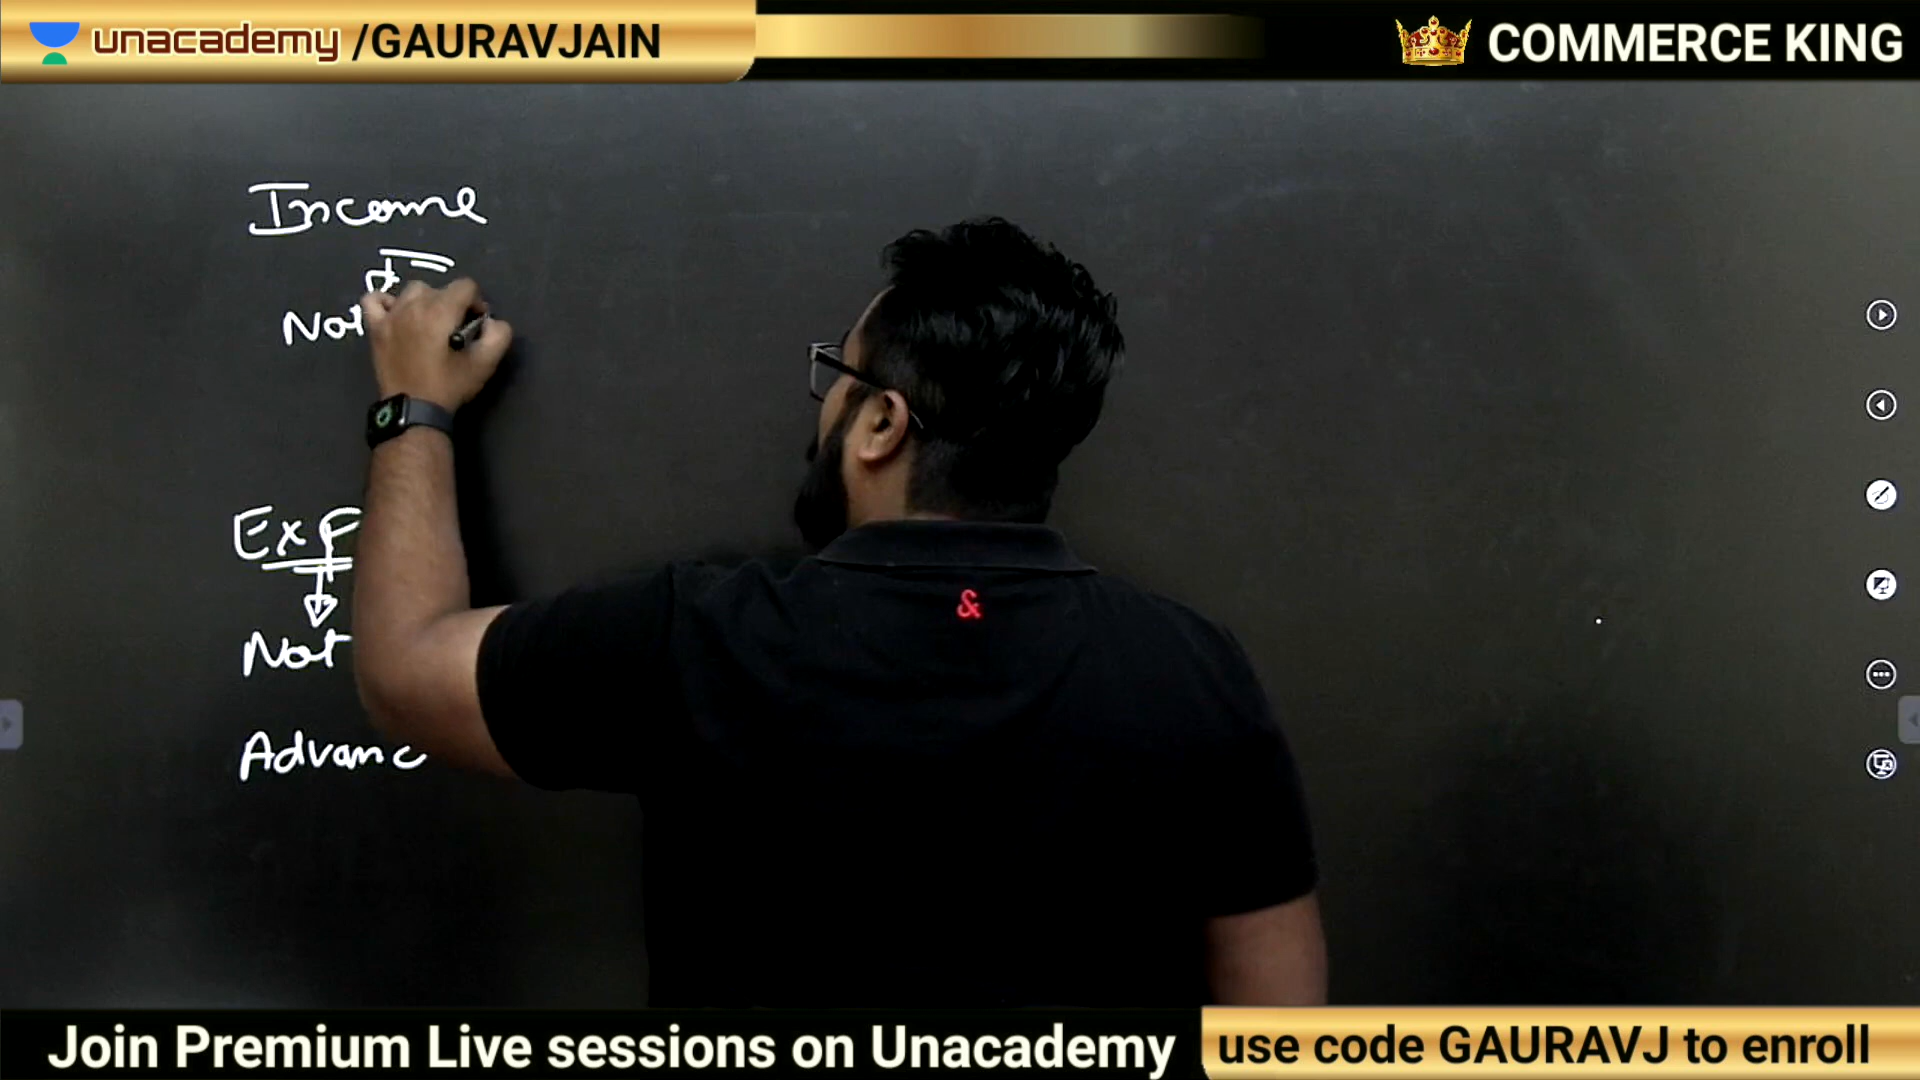 unacademy /GAURAVJAIN
COMMERCE KING
Income
Not
Exp
Not
Advanc
&
Join Premium Live sessions on Unacademy
use code GAURAVJ to enroll